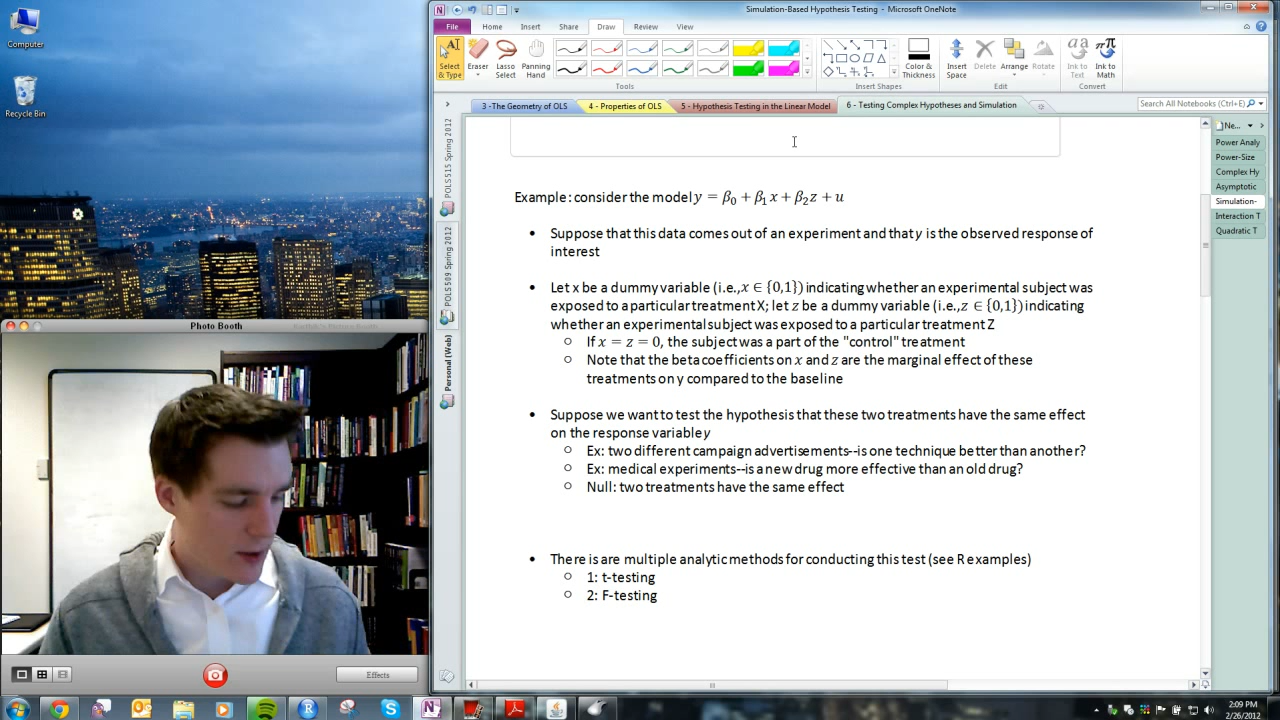 Computer
Recycle Bin
Simulation-Based Hypothesis Testing - Microsoft OneNote
File Home Insert Share Draw Review View
Select & Type
Eraser
Lasso Select
Panning Hand
Color & Thickness
Insert Space
Delete
Arrange
Rotate
Ink to Text
Ink to Math
Tools Insert Shapes Edit Convert
3 -The Geometry of OLS 4 - Properties of OLS 5 - Hypothesis Testing in the Linear Model 6 - Testing Complex Hypotheses and Simulation
Search All Notebooks (Ctrl+E)
POLS 515 Spring 2012
POLS 509 Spring 2012
Personal (Web)
Ne...
Power Analy
Power-Size
Complex Hy
Asymptotic
Simulation-
Interaction T
Quadratic T
Example: consider the model y = β0 + β1 x + β2 z + u
• Suppose that this data comes out of an experiment and that y is the observed response of
interest
• Let x be a dummy variable (i.e., x ∈ {0,1}) indicating whether an experimental subject was
exposed to a particular treatment X; let z be a dummy variable (i.e., z ∈ {0,1}) indicating
whether an experimental subject was exposed to a particular treatment Z
○ If x = z = 0, the subject was a part of the "control" treatment
○ Note that the beta coefficients on x and z are the marginal effect of these
treatments on y compared to the baseline
• Suppose we want to test the hypothesis that these two treatments have the same effect
on the response variable y
○ Ex: two different campaign advertisements--is one technique better than another?
○ Ex: medical experiments--is a new drug more effective than an old drug?
○ Null: two treatments have the same effect
• There is are multiple analytic methods for conducting this test (see R examples)
○ 1: t-testing
○ 2: F-testing
Photo Booth
Effects
2:09 PM
2/26/2012